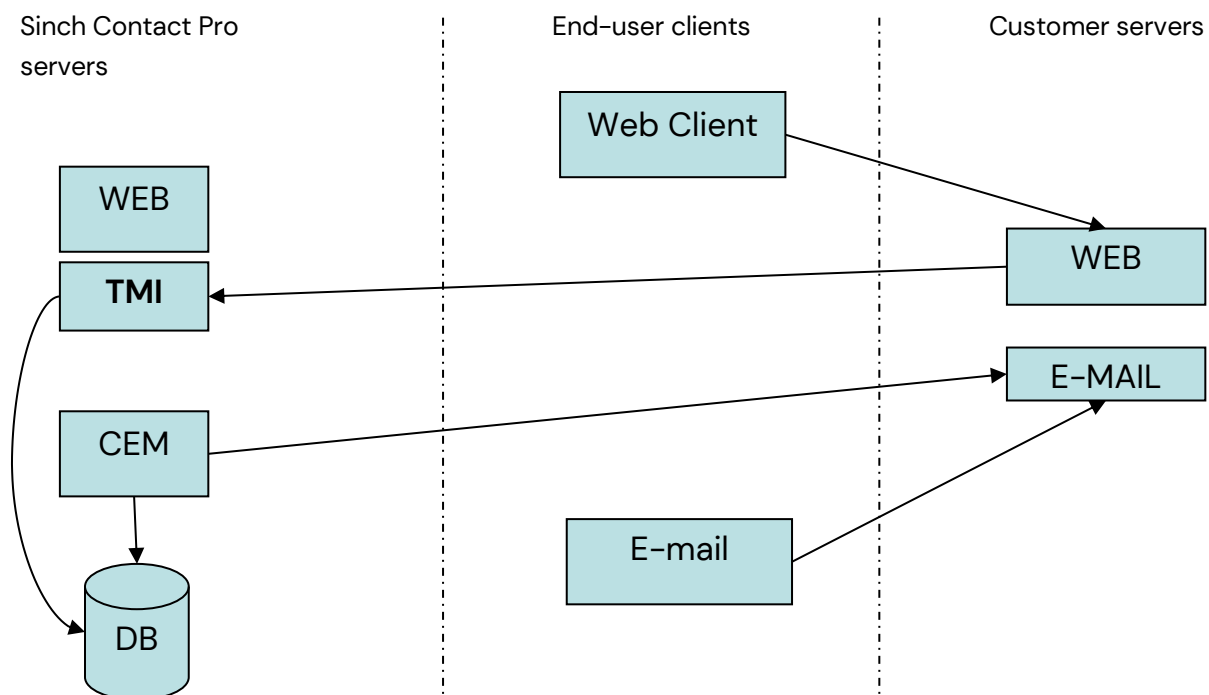 Sinch Contact Pro
servers
End-user clients
Customer servers
Web Client
WEB
WEB
TMI
E-MAIL
CEM
E-mail
DB